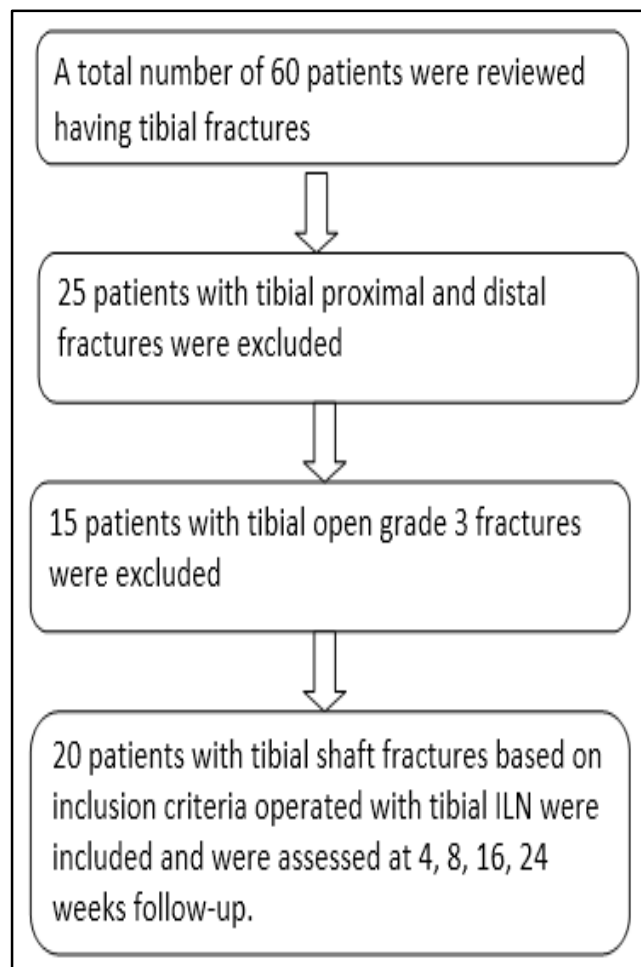 A total number of 60 patients were reviewed
having tibial fractures
25 patients with tibial proximal and distal
fractures were excluded
15 patients with tibial open grade 3 fractures
were excluded
20 patients with tibial shaft fractures based on
inclusion criteria operated with tibial ILN were
included and were assessed at 4, 8, 16, 24
weeks follow-up.